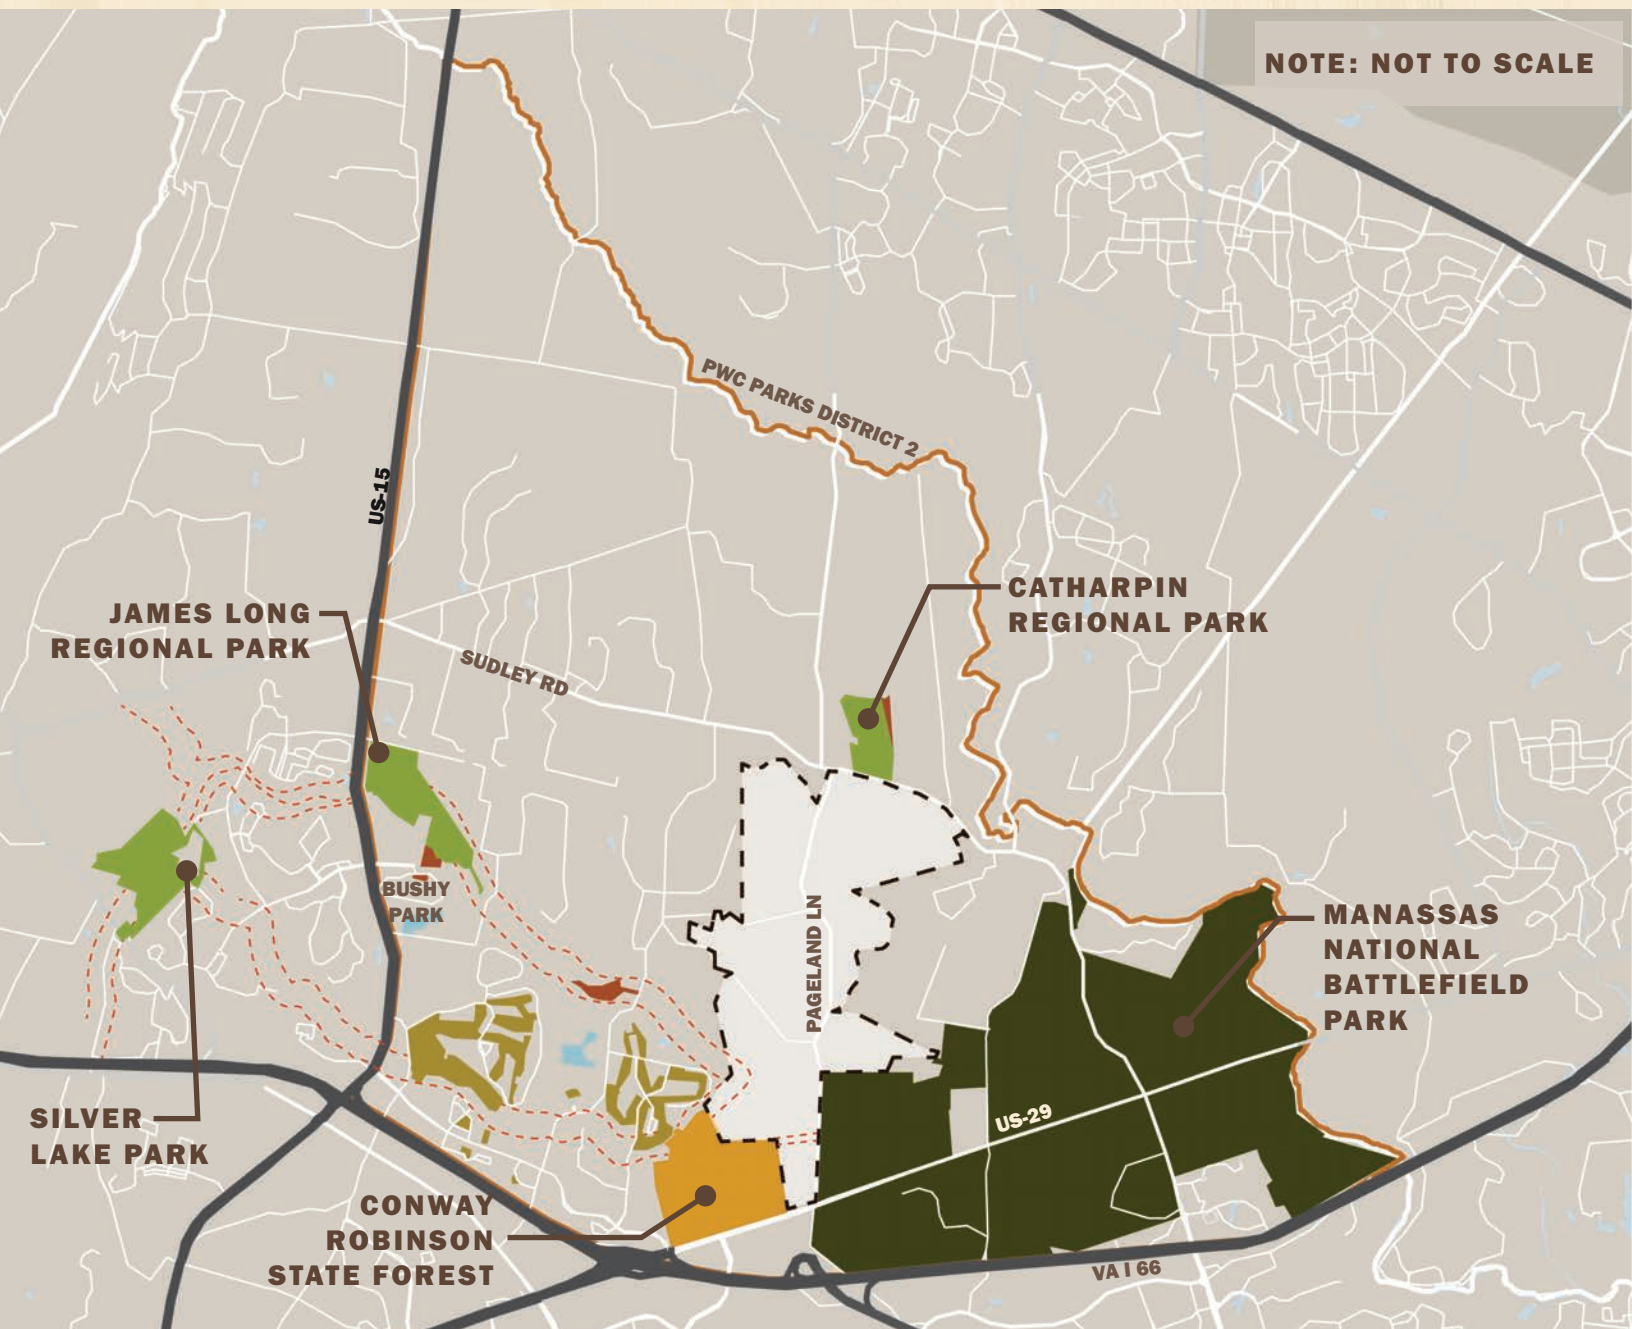 NOTE: NOT TO SCALE
PWC PARKS DISTRICT 2
US-15
CATHARPIN
REGIONAL PARK
JAMES LONG
REGIONAL PARK
SUDLEY RD
BUSHY
PARK
PAGELAND LN
MANASSAS
NATIONAL
BATTLEFIELD
PARK
US-29
SILVER
LAKE PARK
CONWAY
ROBINSON
STATE FOREST
VA I 66